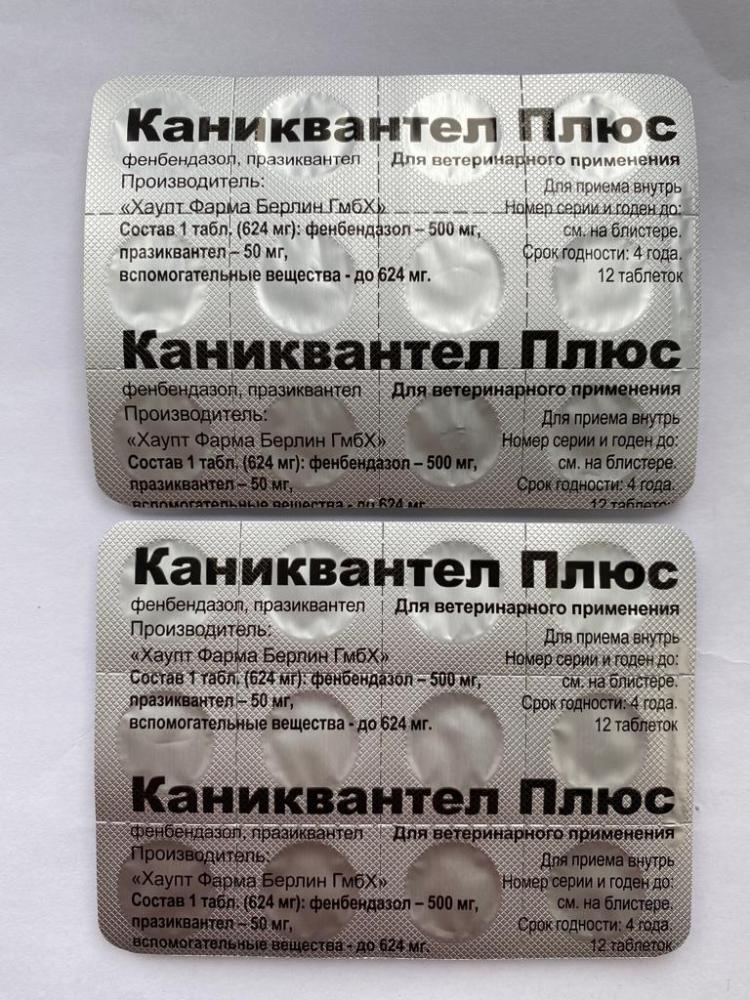 Каниквантел Плюс
фенбендазол, празиквантел Для ветеринарного применения
Производитель: Для приема внутрь
«Хаупт Фарма Берлин ГмбХ» Номер серии и годен до:
Состав 1 табл. (624 мг): фенбендазол – 500 мг, см. на блистере.
празиквантел – 50 мг, Срок годности: 4 года.
вспомогательные вещества - до 624 мг. 12 таблеток
Каниквантел Плюс
фенбендазол, празиквантел Для ветеринарного применения
Производитель: Для приема внутрь
«Хаупт Фарма Берлин ГмбХ» Номер серии и годен до:
Состав 1 табл. (624 мг): фенбендазол – 500 мг, см. на блистере.
празиквантел – 50 мг, Срок годности: 4 года.
вспомогательные вещества - до 624 мг. 12 таблеток
Каниквантел Плюс
фенбендазол, празиквантел Для ветеринарного применения
Производитель: Для приема внутрь
«Хаупт Фарма Берлин ГмбХ» Номер серии и годен до:
Состав 1 табл. (624 мг): фенбендазол – 500 мг, см. на блистере.
празиквантел – 50 мг, Срок годности: 4 года.
вспомогательные вещества - до 624 мг. 12 таблеток
Каниквантел Плюс
фенбендазол, празиквантел Для ветеринарного применения
Производитель: Для приема внутрь
«Хаупт Фарма Берлин ГмбХ» Номер серии и годен до:
Состав 1 табл. (624 мг): фенбендазол – 500 мг, см. на блистере.
празиквантел – 50 мг, Срок годности: 4 года.
вспомогательные вещества - до 624 мг. 12 таблеток